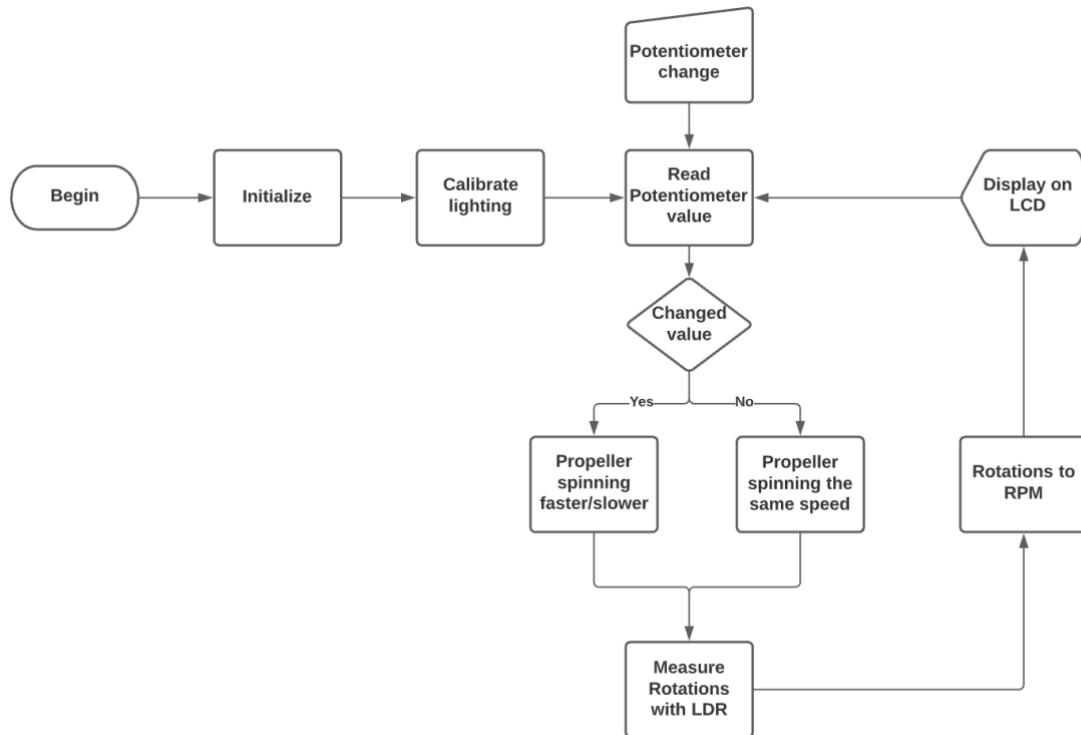 Potentiometer
change
Begin
Initialize
Calibrate
lighting
Read
Potentiometer
value
Display on
LCD
Changed
value
Yes
No
Propeller
spinning
faster/slower
Propeller
spinning the
same speed
Rotations to
RPM
Measure
Rotations
with LDR